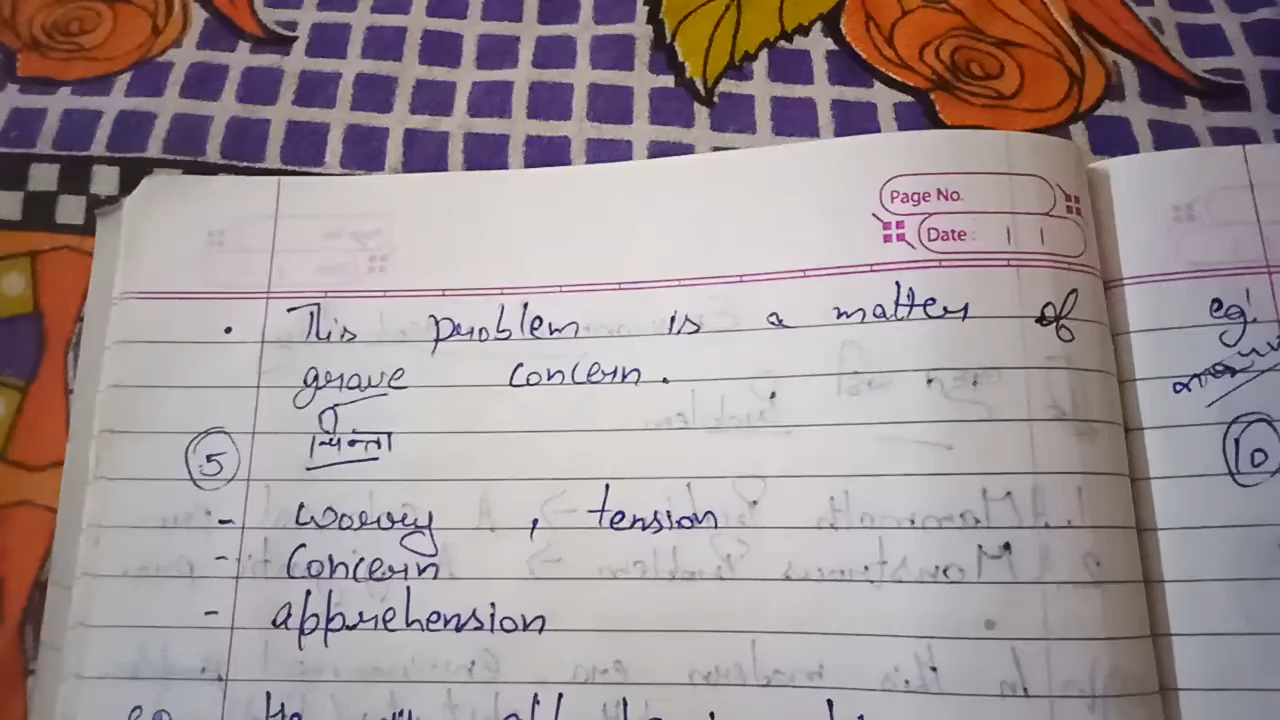 Page No.
Date :
• This problem is a matter of
grave concern.
चिन्ता
5
- worry , tension
- Concern
- apprehension
eg!
10